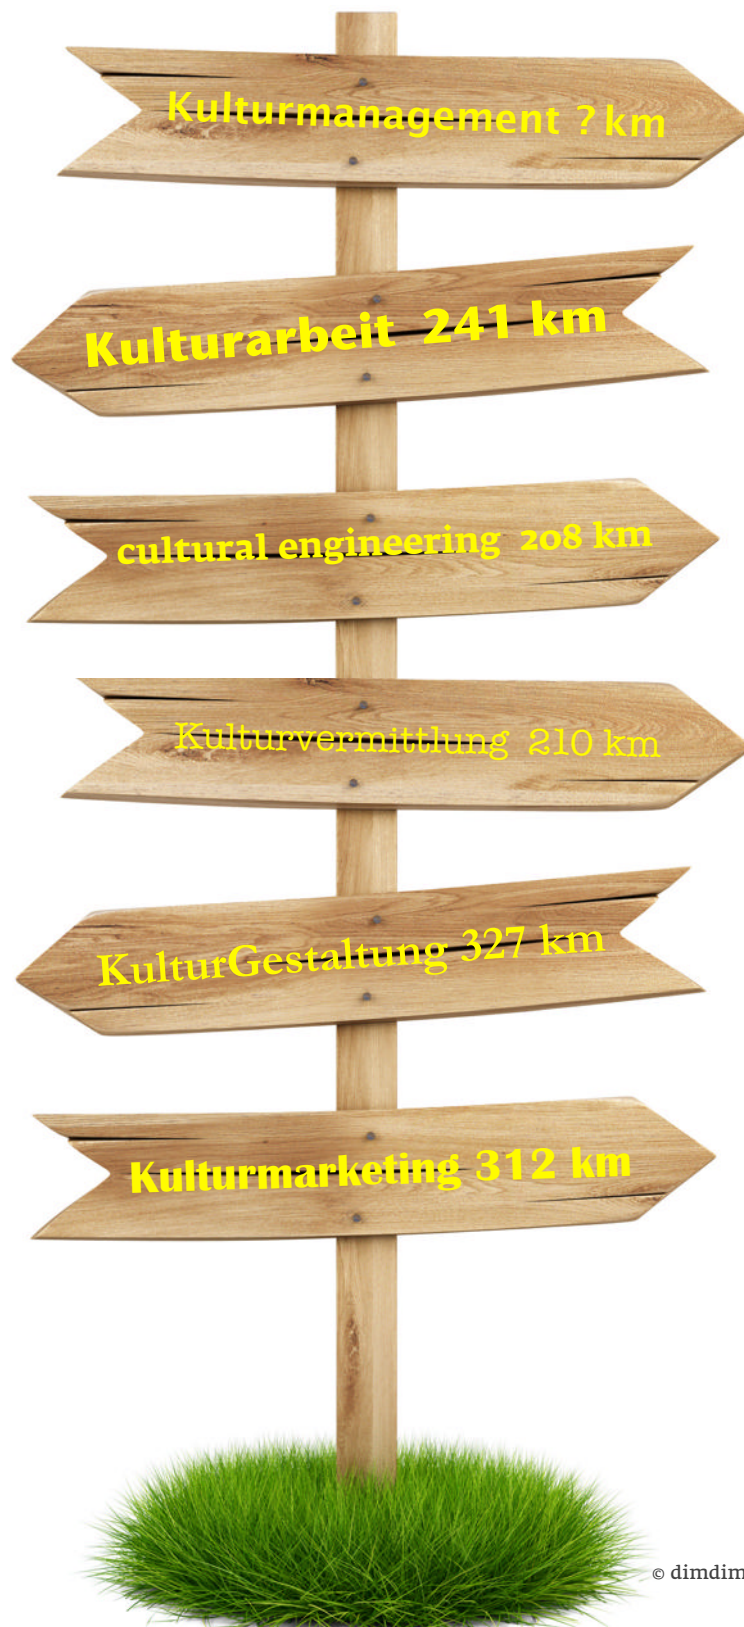 Kulturmanagement ? km
Kulturarbeit 241 km
cultural engineering 208 km
Kulturvermittlung 210 km
KulturGestaltung 327 km
Kulturmarketing 312 km
© dimdim